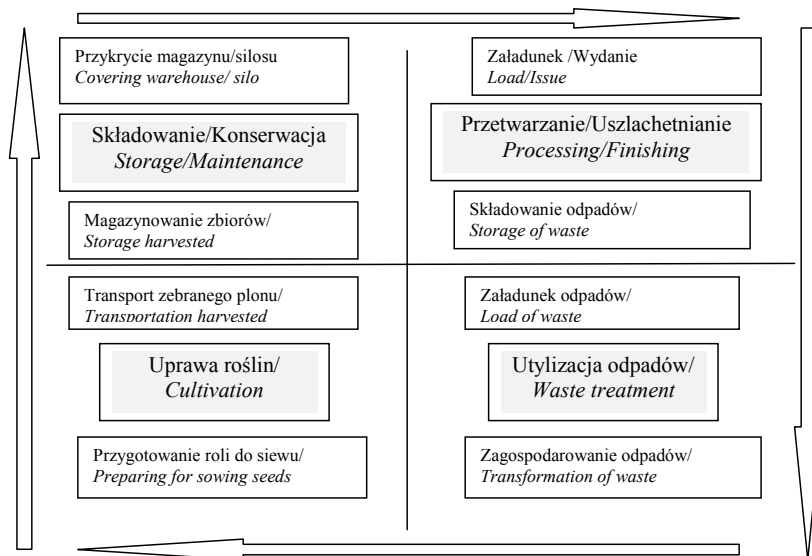 Przykrycie magazynu/silosu
Covering warehouse/ silo
Składowanie/Konserwacja
Storage/Maintenance
Magazynowanie zbiorów/
Storage harvested
Załadunek /Wydanie
Load/Issue
Przetwarzanie/Uszlachetnianie
Processing/Finishing
Składowanie odpadów/
Storage of waste
Transport zebranego plonu/
Transportation harvested
Uprawa roślin/
Cultivation
Przygotowanie roli do siewu/
Preparing for sowing seeds
Załadunek odpadów/
Load of waste
Utylizacja odpadów/
Waste treatment
Zagospodarowanie odpadów/
Transformation of waste